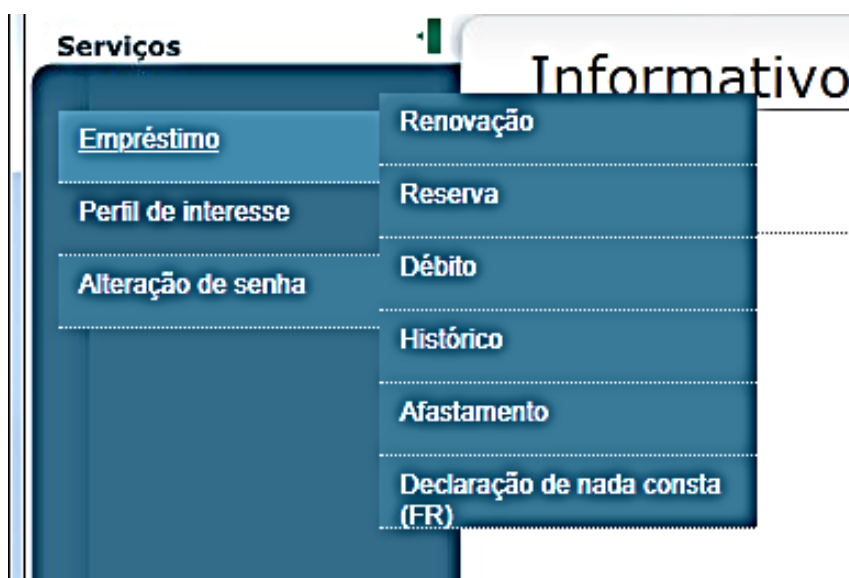 Serviços
Informativo
Empréstimo
Perfil de interesse
Alteração de senha
Renovação
Reserva
Débito
Histórico
Afastamento
Declaração de nada consta
(FR)